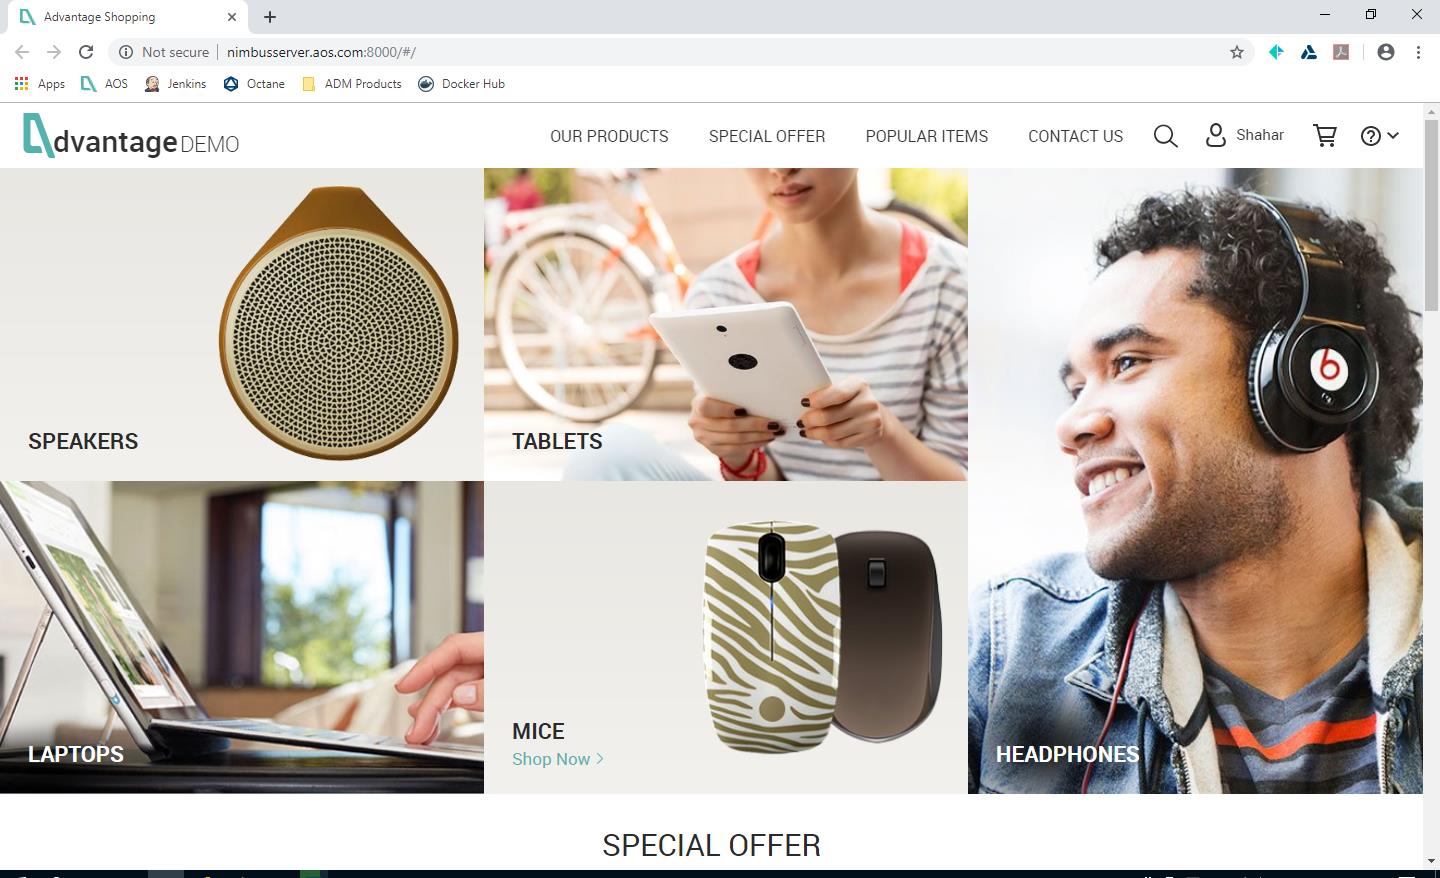 Advantage Shopping
Not secure
nimbusserver.aos.com:8000/#/
Apps
AOS
Jenkins
Octane
ADM Products
Docker Hub
dvantage DEMO
OUR PRODUCTS
SPECIAL OFFER
POPULAR ITEMS
CONTACT US
Shahar
SPEAKERS
TABLETS
LAPTOPS
MICE
Shop Now
HEADPHONES
SPECIAL OFFER